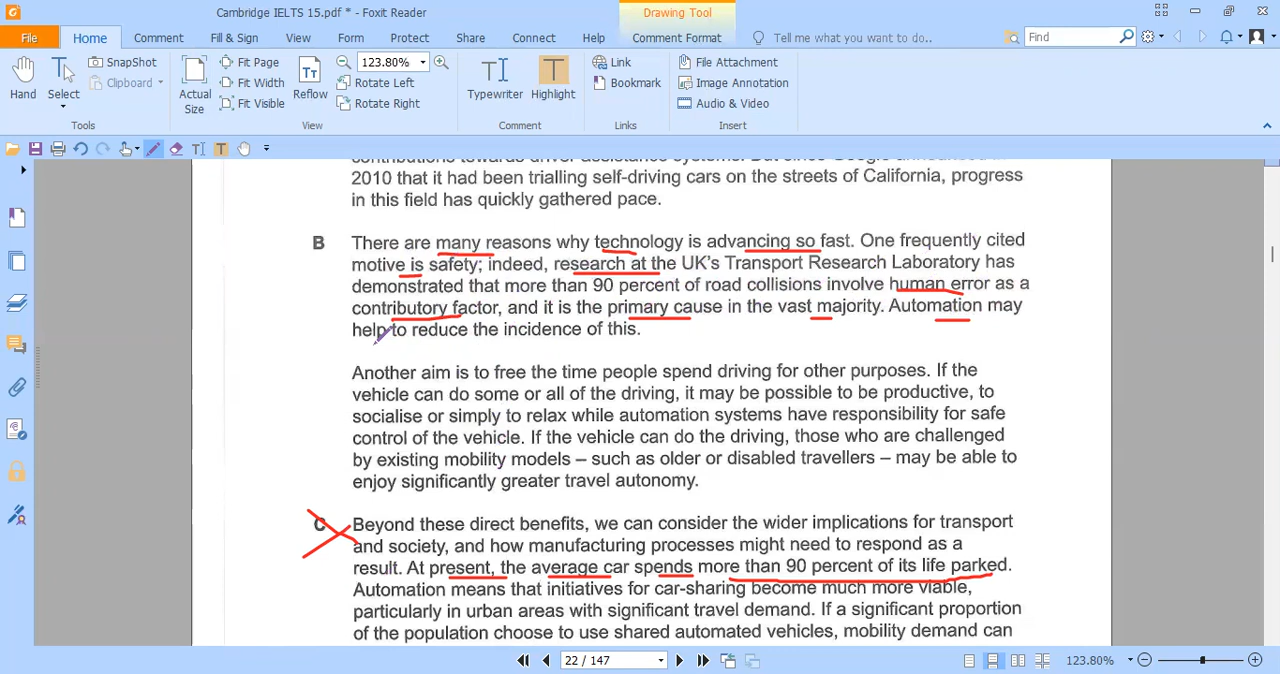 Cambridge IELTS 15.pdf * - Foxit Reader
Drawing Tool
File Home Comment Fill & Sign View Form Protect Share Connect Help Comment Format Tell me what you want to do.. Find
Hand
Select
SnapShot
Clipboard
Tools
Actual Size
Fit Page
Fit Width
Fit Visible
Reflow
123.80%
Rotate Left
Rotate Right
View
Typewriter
Highlight
Comment
Link
Bookmark
Links
File Attachment
Image Annotation
Audio & Video
Insert
contributions towards driver assistance systems. But since Google announced in
2010 that it had been trialling self-driving cars on the streets of California, progress
in this field has quickly gathered pace.
B There are many reasons why technology is advancing so fast. One frequently cited
motive is safety; indeed, research at the UK's Transport Research Laboratory has
demonstrated that more than 90 percent of road collisions involve human error as a
contributory factor, and it is the primary cause in the vast majority. Automation may
help to reduce the incidence of this.
Another aim is to free the time people spend driving for other purposes. If the
vehicle can do some or all of the driving, it may be possible to be productive, to
socialise or simply to relax while automation systems have responsibility for safe
control of the vehicle. If the vehicle can do the driving, those who are challenged
by existing mobility models – such as older or disabled travellers – may be able to
enjoy significantly greater travel autonomy.
C Beyond these direct benefits, we can consider the wider implications for transport
and society, and how manufacturing processes might need to respond as a
result. At present, the average car spends more than 90 percent of its life parked.
Automation means that initiatives for car-sharing become much more viable,
particularly in urban areas with significant travel demand. If a significant proportion
of the population choose to use shared automated vehicles, mobility demand can
22 / 147
123.80%